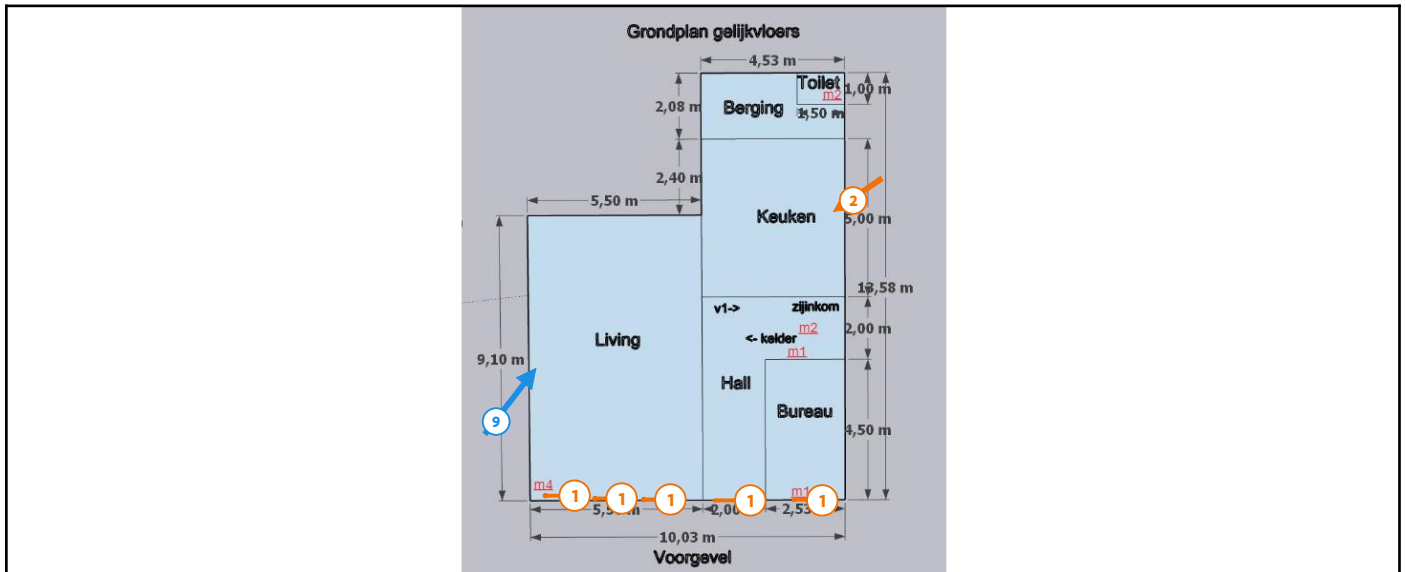 Grondplan gelijkvloers
4,53 m
Toilet
1,00 m
m2
2,08 m
Berging
1,50 m
2,40 m
5,50 m
2
Keuken
5,00 m
13,58 m
v1->
zijinkom
m2
2,00 m
<- kelder
Living
m1
9,10 m
Hall
Bureau
9
4,50 m
m4
m1
1
1
1
1
1
2,00
2,53
10,03 m
Voorgevel